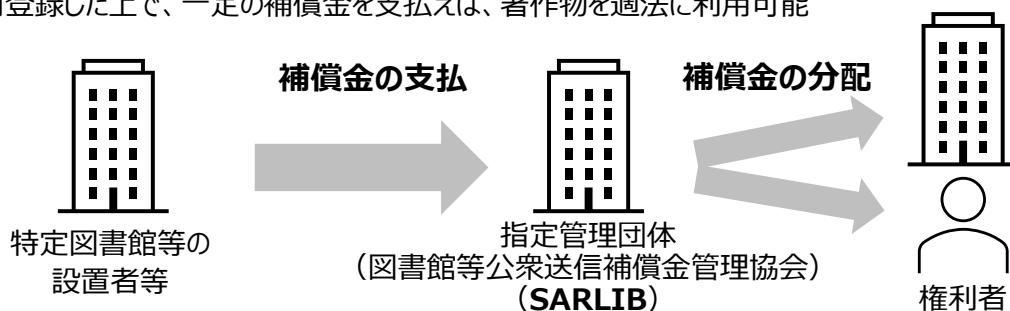 登録した上で、一定の補償金を支払えば、著作物を適法に利用可能
補償金の支払
補償金の分配
特定図書館等の
設置者等
指定管理団体
（図書館等公衆送信補償金管理協会）
（SARLIB）
権利者